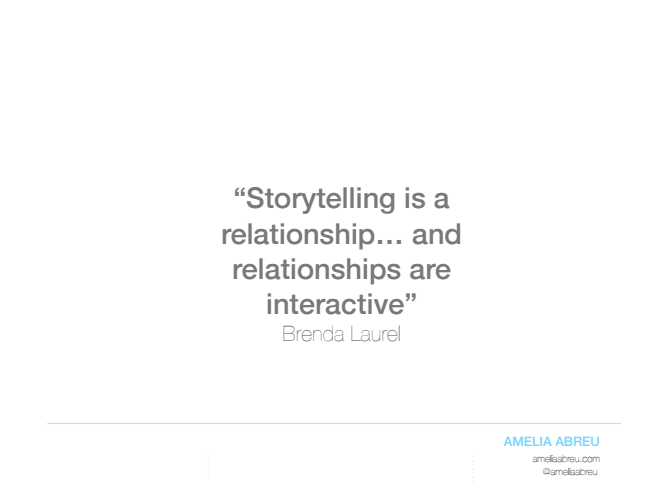 “Storytelling is a
relationship… and
relationships are
interactive”
Brenda Laurel
AMELIA ABREU
ameliaabreu.com
@ameliaabreu